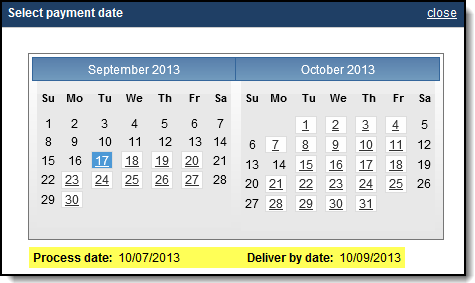 Select payment date close
September 2013 October 2013
Su Mo Tu We Th Fr Sa Su Mo Tu We Th Fr Sa
1 2 3 4 5 6 7 1 2 3 4 5
8 9 10 11 12 13 14 6 7 8 9 10 11 12
15 16 17 18 19 20 21 13 14 15 16 17 18 19
22 23 24 25 26 27 28 20 21 22 23 24 25 26
29 30 27 28 29 30 31
Process date: 10/07/2013 Deliver by date: 10/09/2013